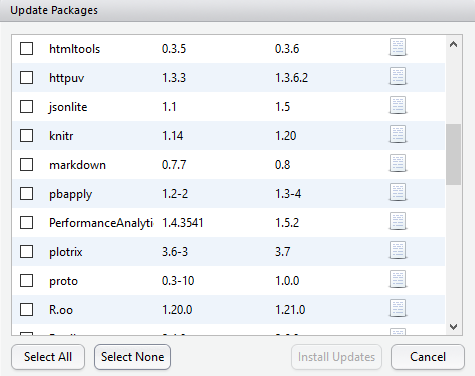 Update Packages
htmltools 0.3.5 0.3.6
httpuv 1.3.3 1.3.6.2
jsonlite 1.1 1.5
knitr 1.14 1.20
markdown 0.7.7 0.8
pbapply 1.2-2 1.3-4
PerformanceAnalyti 1.4.3541 1.5.2
plotrix 3.6-3 3.7
proto 0.3-10 1.0.0
R.oo 1.20.0 1.21.0
Select All Select None Install Updates Cancel